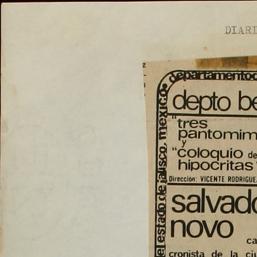 DIARI
departamento
depto be
"tres
pantomim
y
"coloquio de
hipocritas"
Dirección: VICENTE RODRIGUE
salvado
novo
ca
cronista de la ciu
el estado de jalisco, mexico